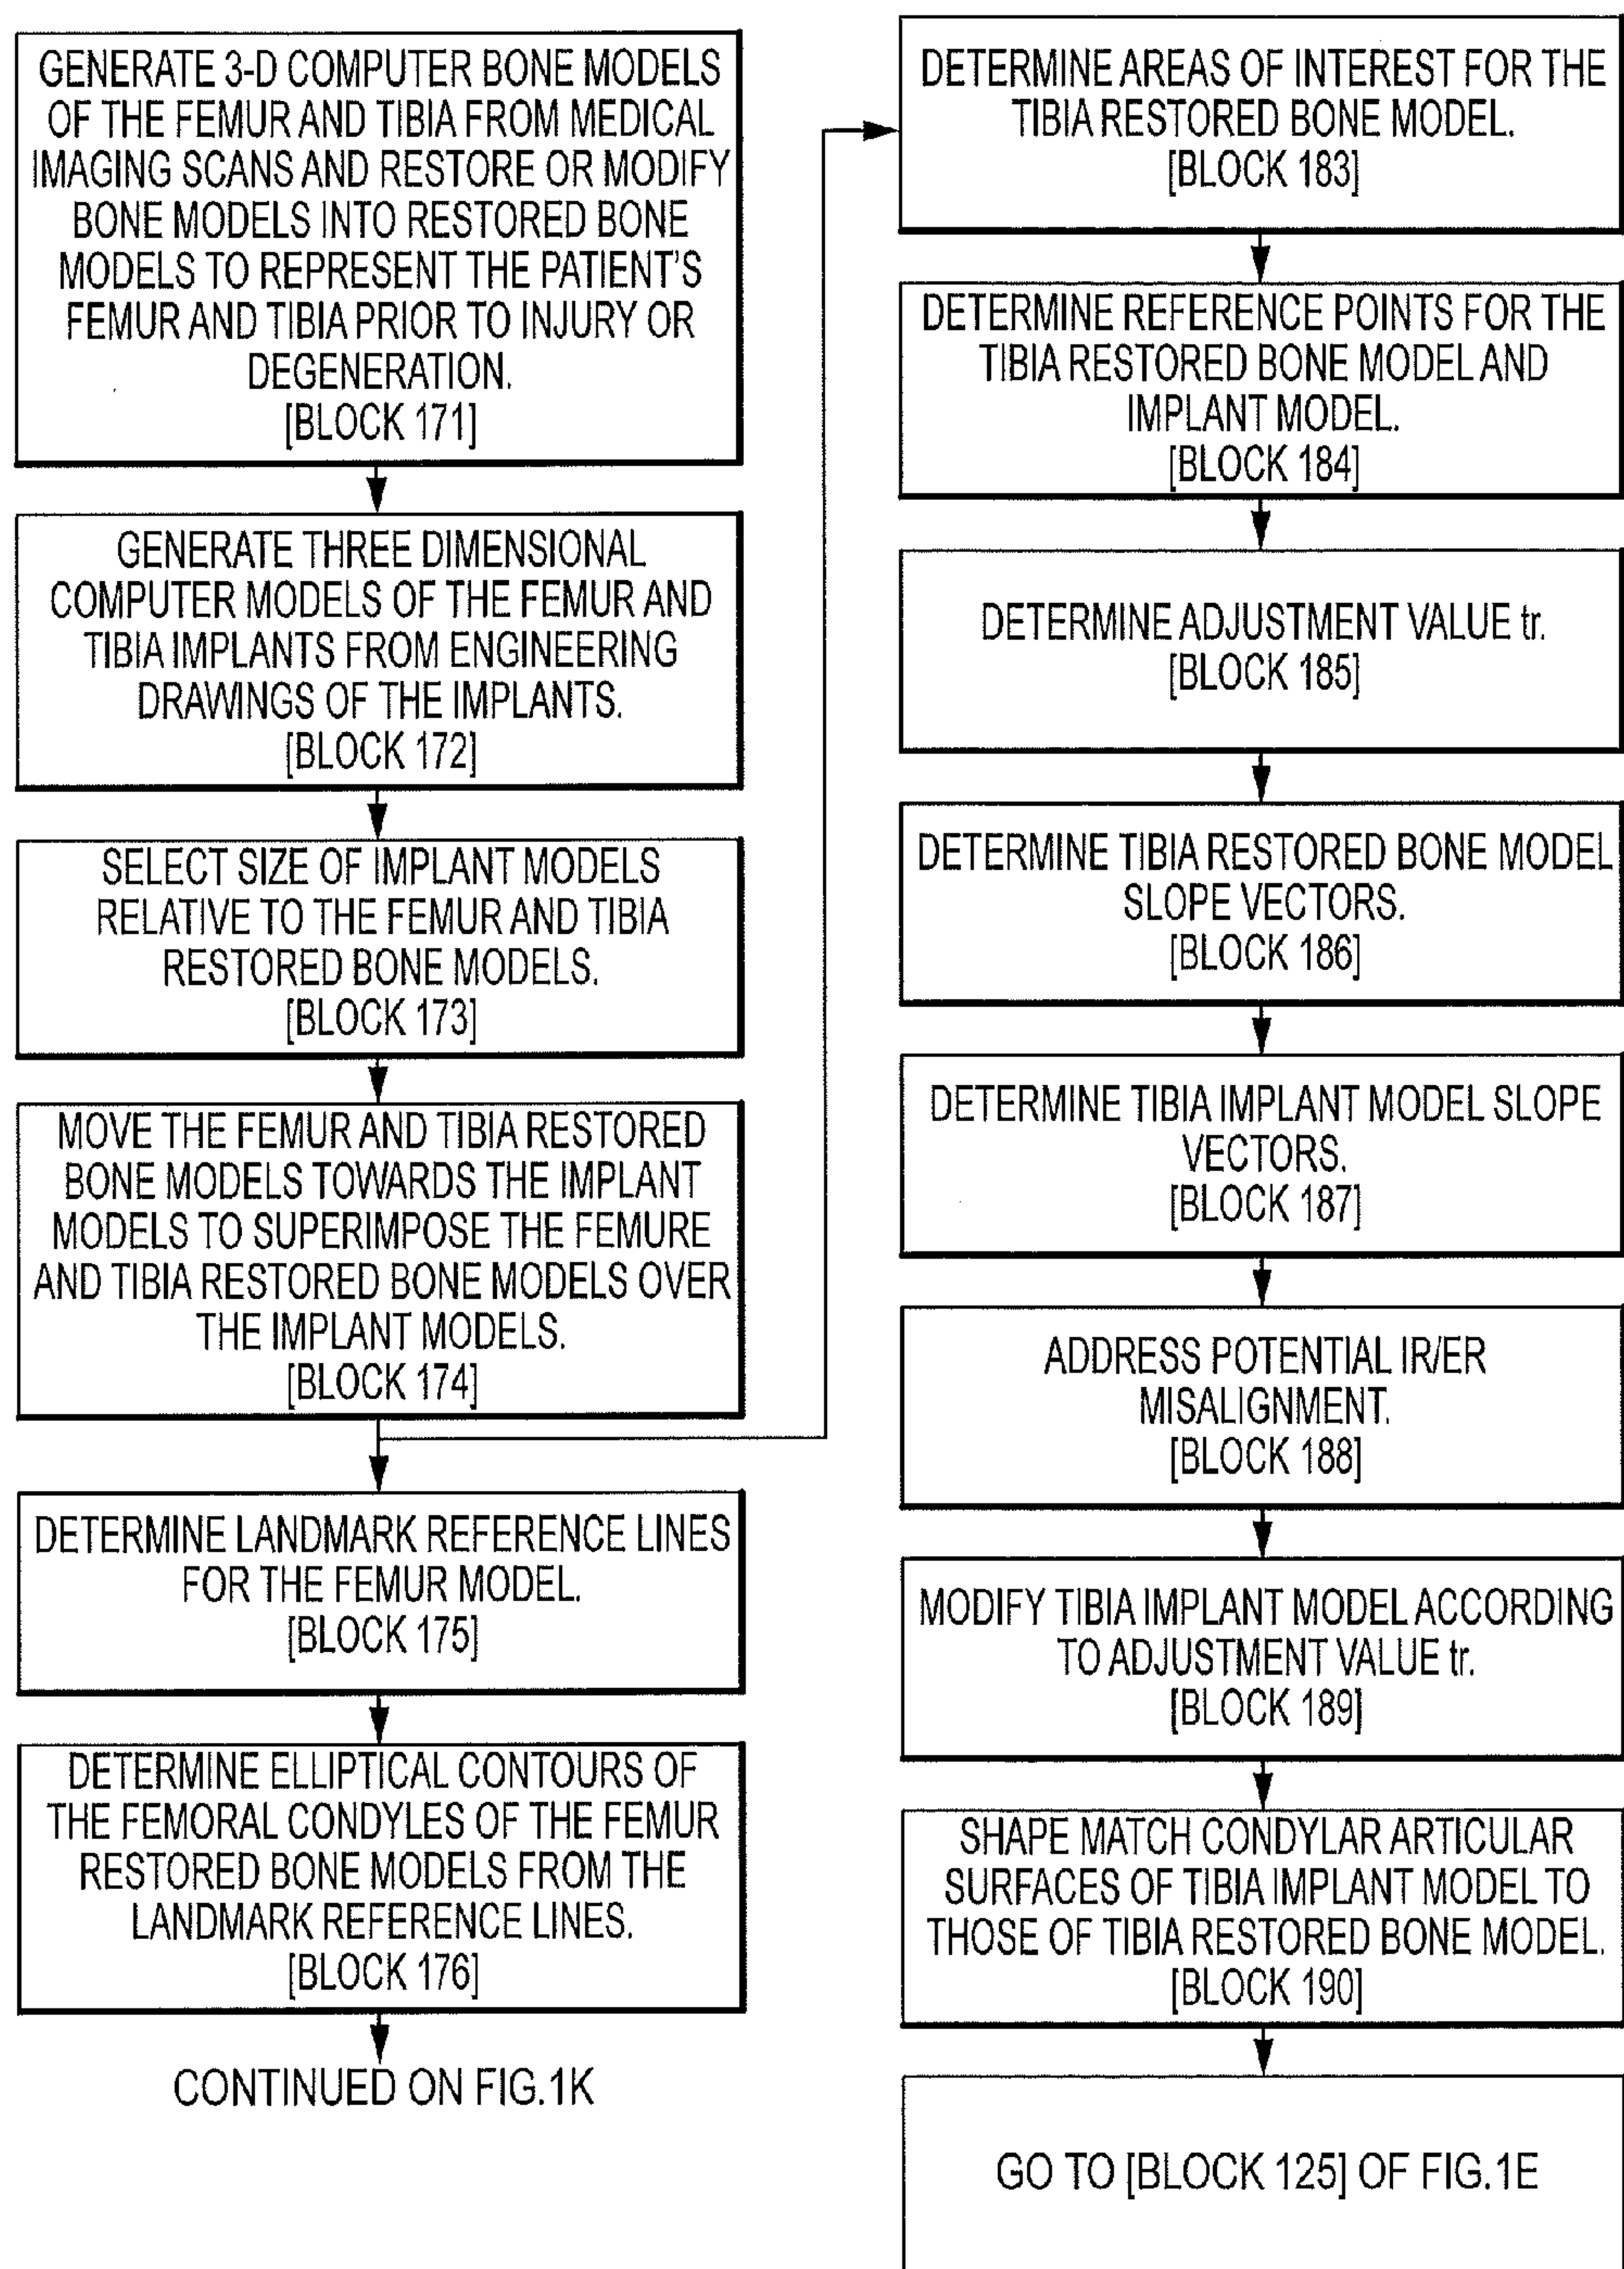 GENERATE 3-D COMPUTER BONE MODELS
OF THE FEMUR AND TIBIA FROM MEDICAL
IMAGING SCANS AND RESTORE OR MODIFY
BONE MODELS INTO RESTORED BONE
MODELS TO REPRESENT THE PATIENT'S
FEMUR AND TIBIA PRIOR TO INJURY OR
DEGENERATION.
[BLOCK 171]
GENERATE THREE DIMENSIONAL
COMPUTER MODELS OF THE FEMUR AND
TIBIA IMPLANTS FROM ENGINEERING
DRAWINGS OF THE IMPLANTS.
[BLOCK 172]
SELECT SIZE OF IMPLANT MODELS
RELATIVE TO THE FEMUR AND TIBIA
RESTORED BONE MODELS.
[BLOCK 173]
MOVE THE FEMUR AND TIBIA RESTORED
BONE MODELS TOWARDS THE IMPLANT
MODELS TO SUPERIMPOSE THE FEMURE
AND TIBIA RESTORED BONE MODELS OVER
THE IMPLANT MODELS.
[BLOCK 174]
DETERMINE LANDMARK REFERENCE LINES
FOR THE FEMUR MODEL.
[BLOCK 175]
DETERMINE ELLIPTICAL CONTOURS OF
THE FEMORAL CONDYLES OF THE FEMUR
RESTORED BONE MODELS FROM THE
LANDMARK REFERENCE LINES.
[BLOCK 176]
CONTINUED ON FIG.1K
DETERMINE AREAS OF INTEREST FOR THE
TIBIA RESTORED BONE MODEL.
[BLOCK 183]
DETERMINE REFERENCE POINTS FOR THE
TIBIA RESTORED BONE MODEL AND
IMPLANT MODEL.
[BLOCK 184]
DETERMINE ADJUSTMENT VALUE tr.
[BLOCK 185]
DETERMINE TIBIA RESTORED BONE MODEL
SLOPE VECTORS.
[BLOCK 186]
DETERMINE TIBIA IMPLANT MODEL SLOPE
VECTORS.
[BLOCK 187]
ADDRESS POTENTIAL IR/ER
MISALIGNMENT.
[BLOCK 188]
MODIFY TIBIA IMPLANT MODEL ACCORDING
TO ADJUSTMENT VALUE tr.
[BLOCK 189]
SHAPE MATCH CONDYLAR ARTICULAR
SURFACES OF TIBIA IMPLANT MODEL TO
THOSE OF TIBIA RESTORED BONE MODEL.
[BLOCK 190]
GO TO [BLOCK 125] OF FIG.1E